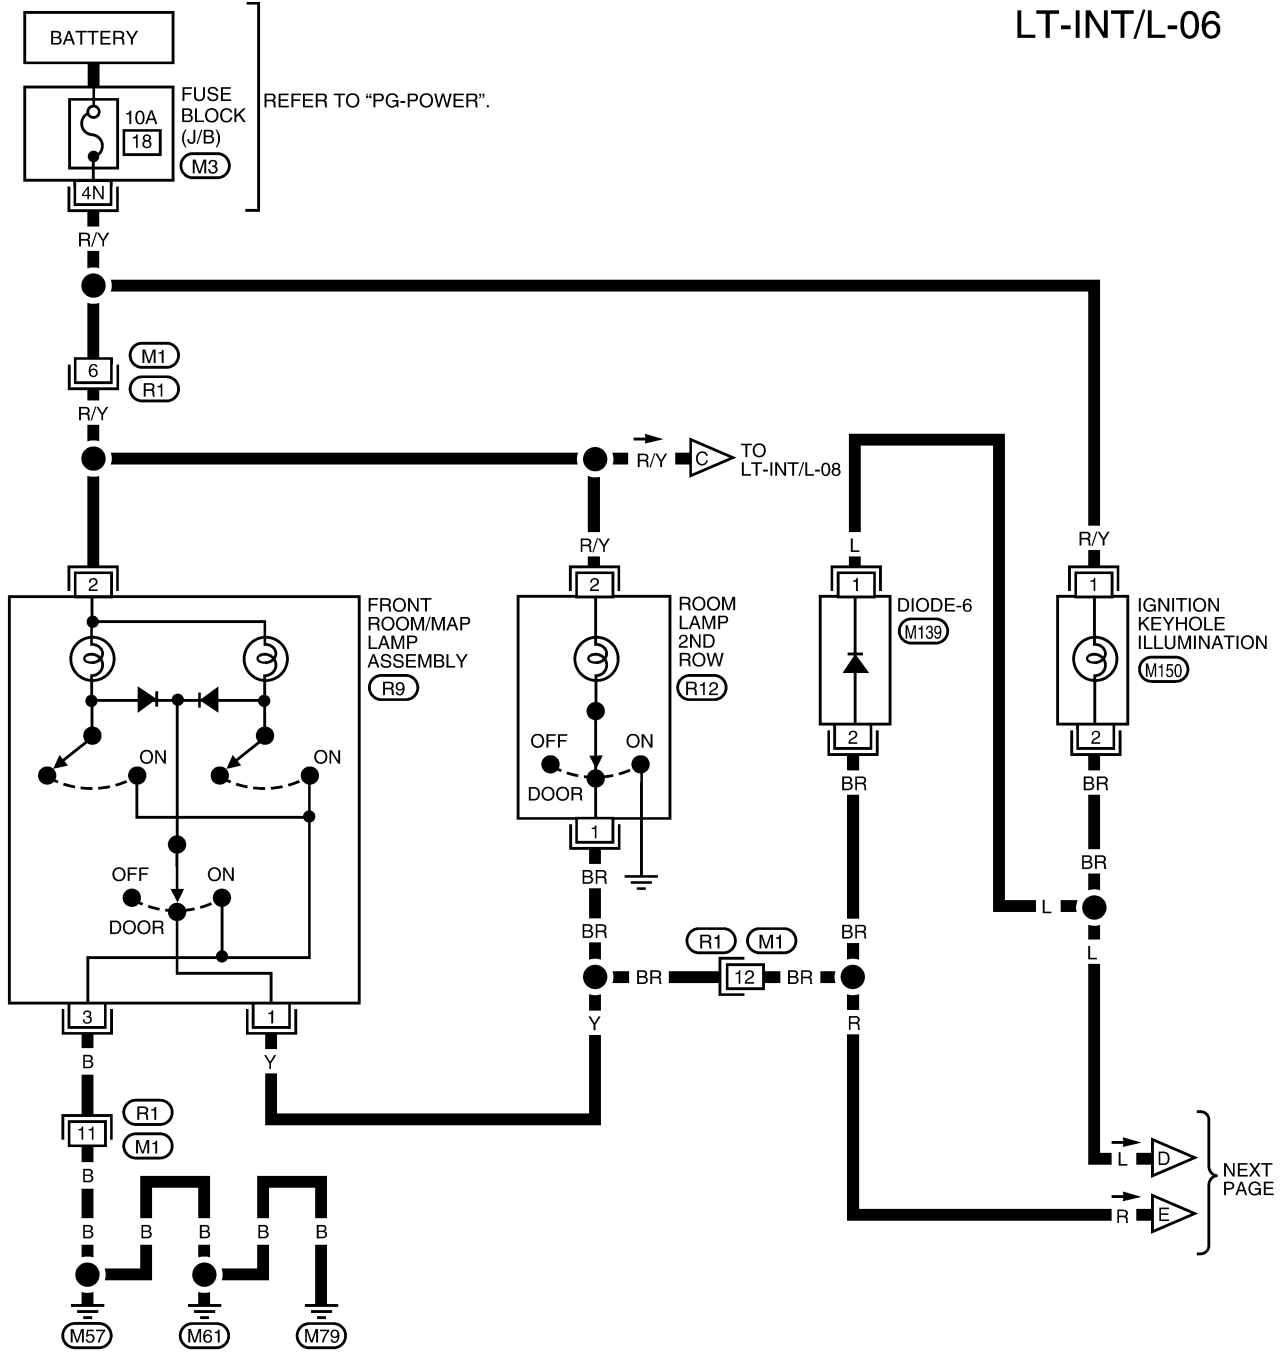 LT-INT/L-06
BATTERY
REFER TO “PG-POWER”.
10A
18
FUSE
BLOCK
(J/B)
M3
4N
R/Y
6
M1
R1
R/Y
R/Y
C
TO
LT-INT/L-08
R/Y
L
R/Y
2
2
1
1
FRONT
ROOM/MAP
LAMP
ASSEMBLY
R9
ROOM
LAMP
2ND
ROW
R12
DIODE-6
M139
IGNITION
KEYHOLE
ILLUMINATION
M150
ON
ON
OFF
ON
DOOR
OFF
ON
DOOR
2
2
BR
BR
1
BR
BR
BR
BR
L
L
R1
M1
BR
12
BR
3
1
Y
R
B
Y
11
R1
M1
B
B
B
B
B
B
M57
M61
M79
L
D
R
E
NEXT
PAGE